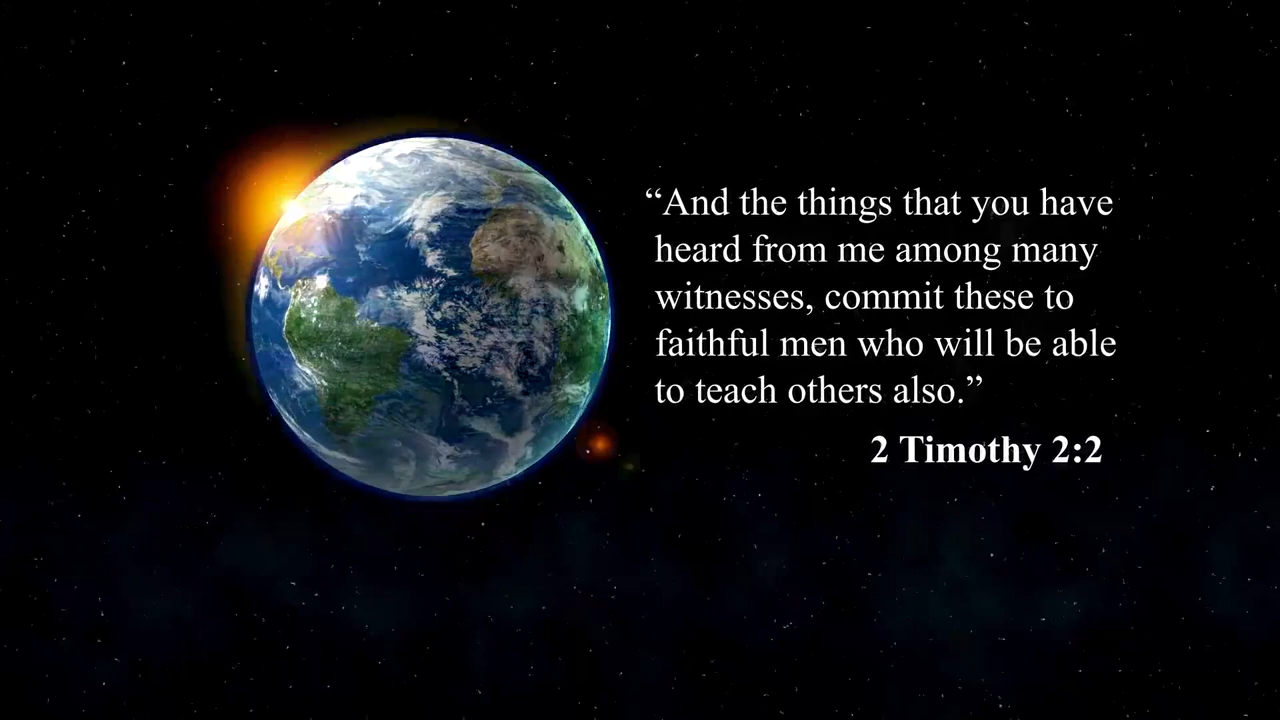 “And the things that you have
heard from me among many
witnesses, commit these to
faithful men who will be able
to teach others also.”
2 Timothy 2:2